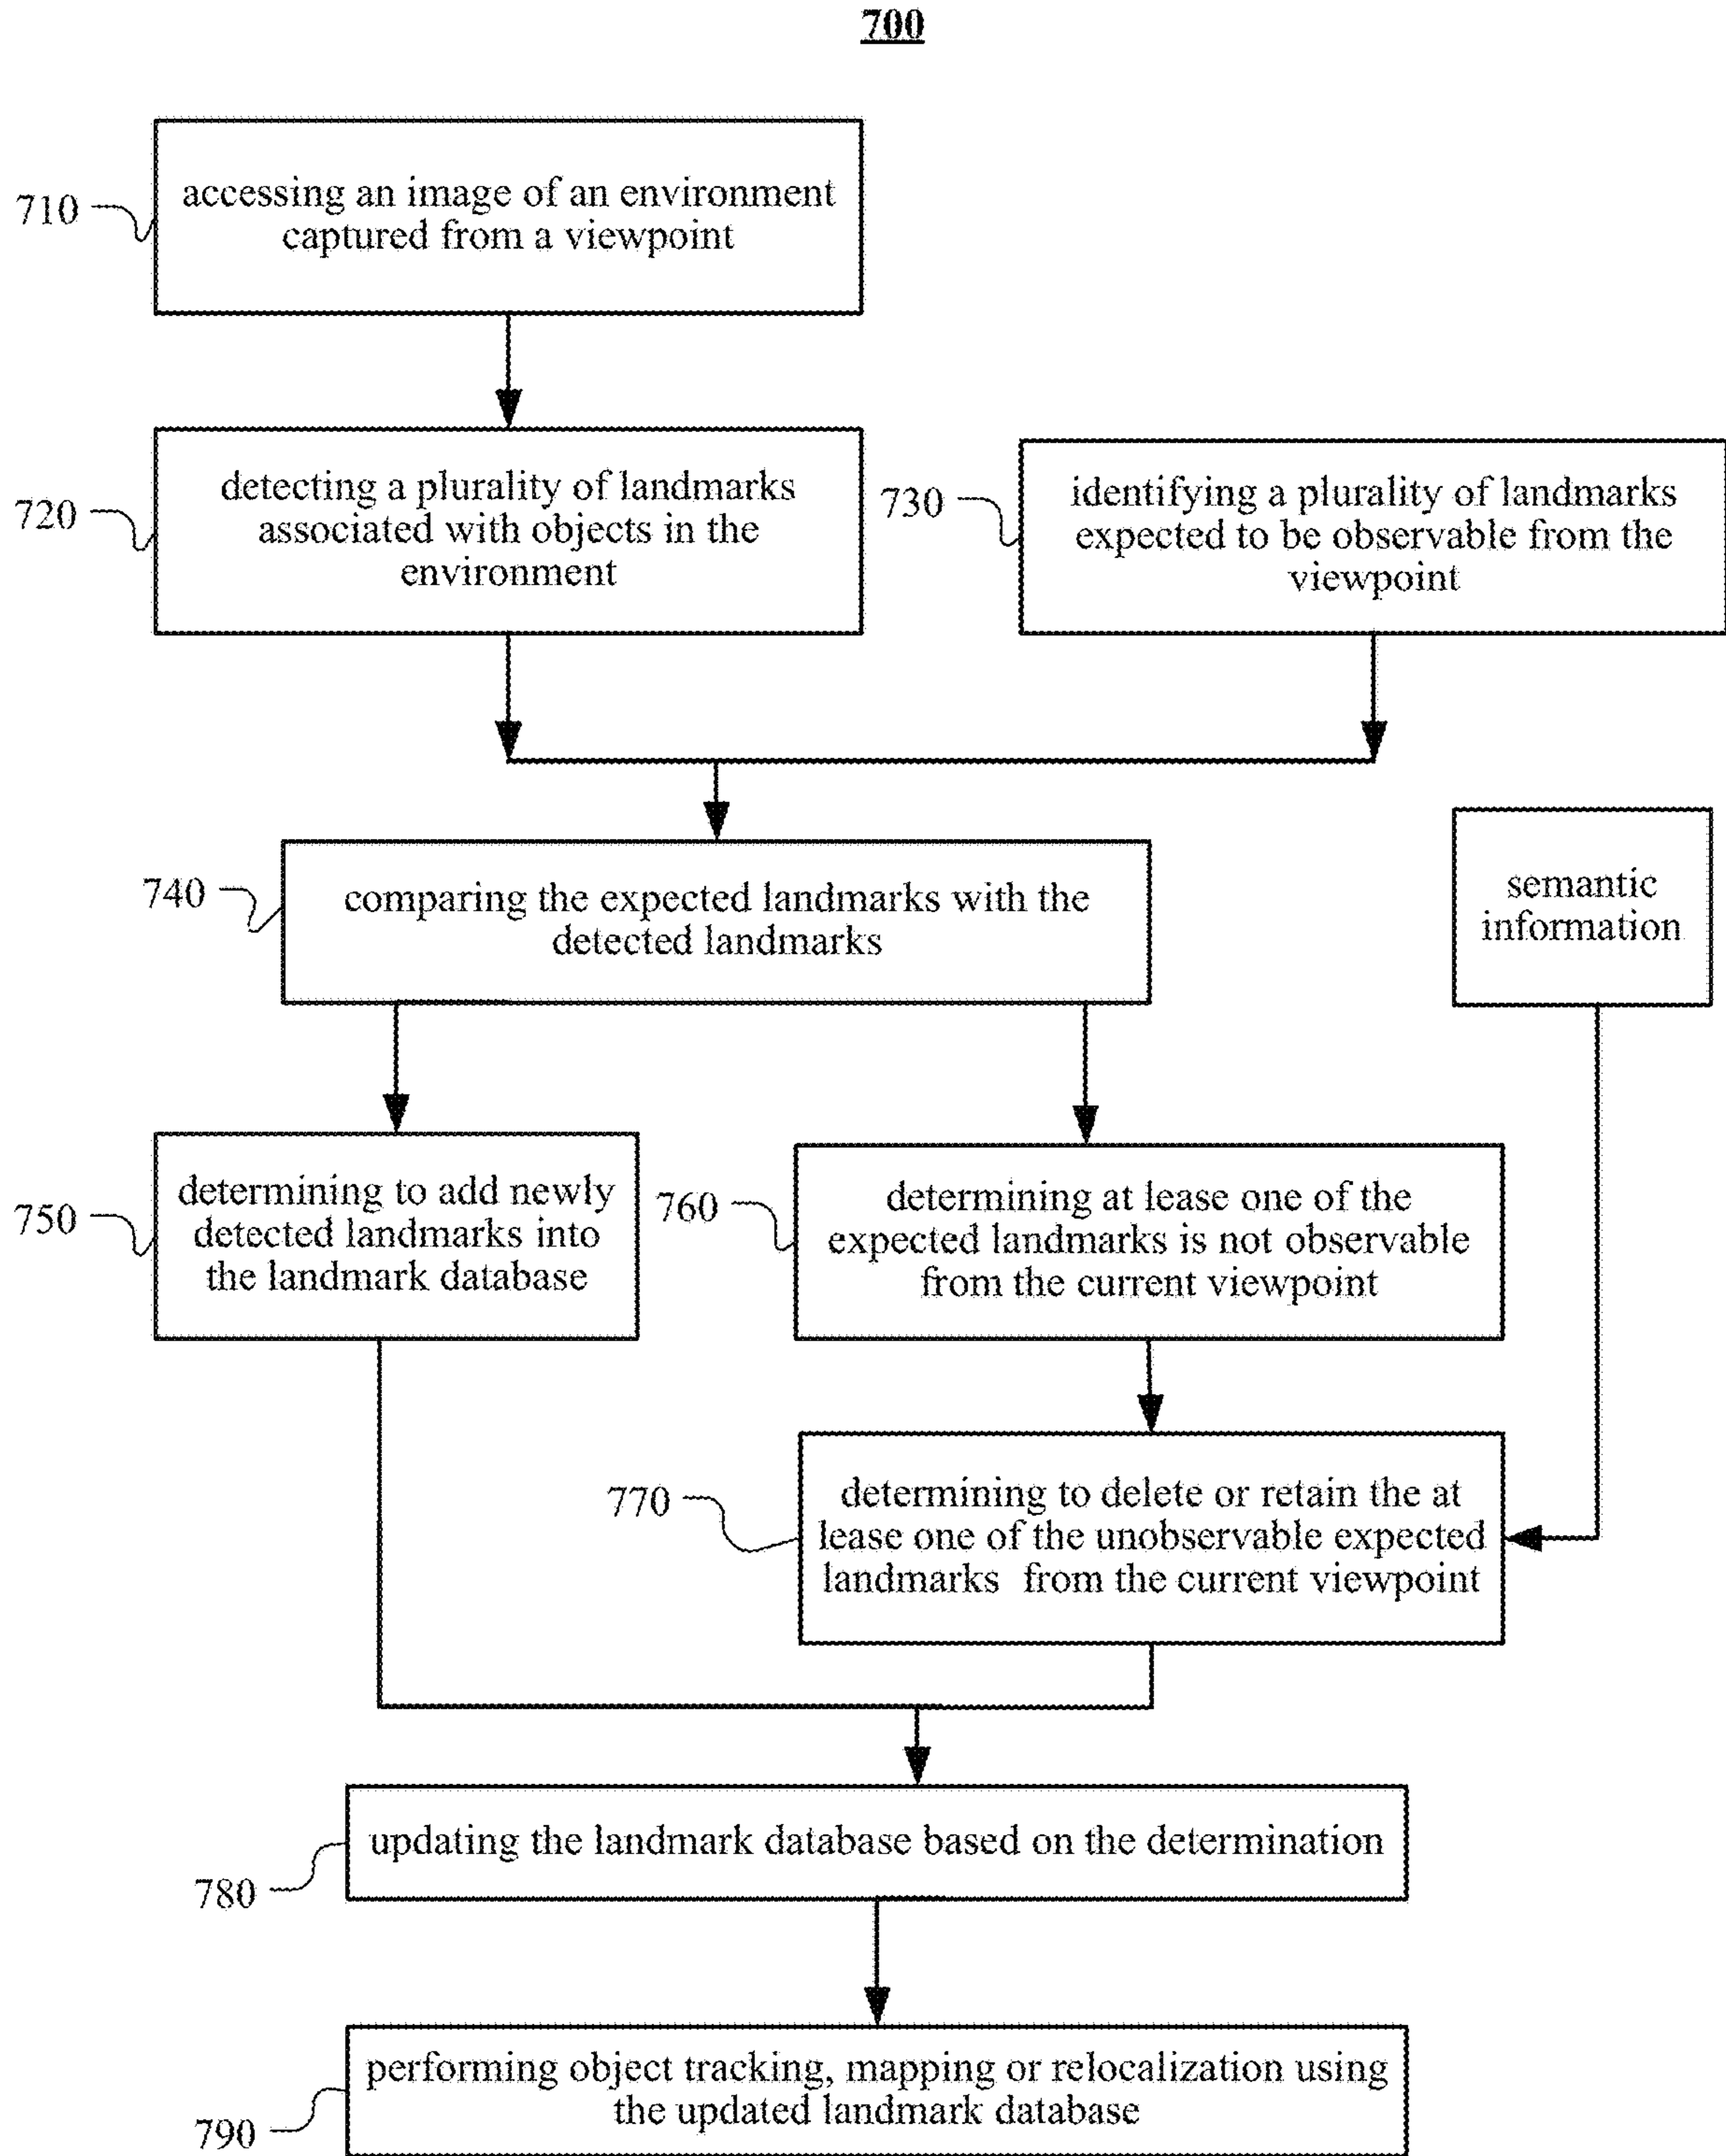 700
710
accessing an image of an environment
captured from a viewpoint
720
detecting a plurality of landmarks
associated with objects in the
environment
730
identifying a plurality of landmarks
expected to be observable from the
viewpoint
740
comparing the expected landmarks with the
detected landmarks
semantic
information
750
determining to add newly
detected landmarks into
the landmark database
760
determining at lease one of the
expected landmarks is not observable
from the current viewpoint
770
determining to delete or retain the at
lease one of the unobservable expected
landmarks from the current viewpoint
780
updating the landmark database based on the determination
790
performing object tracking, mapping or relocalization using
the updated landmark database